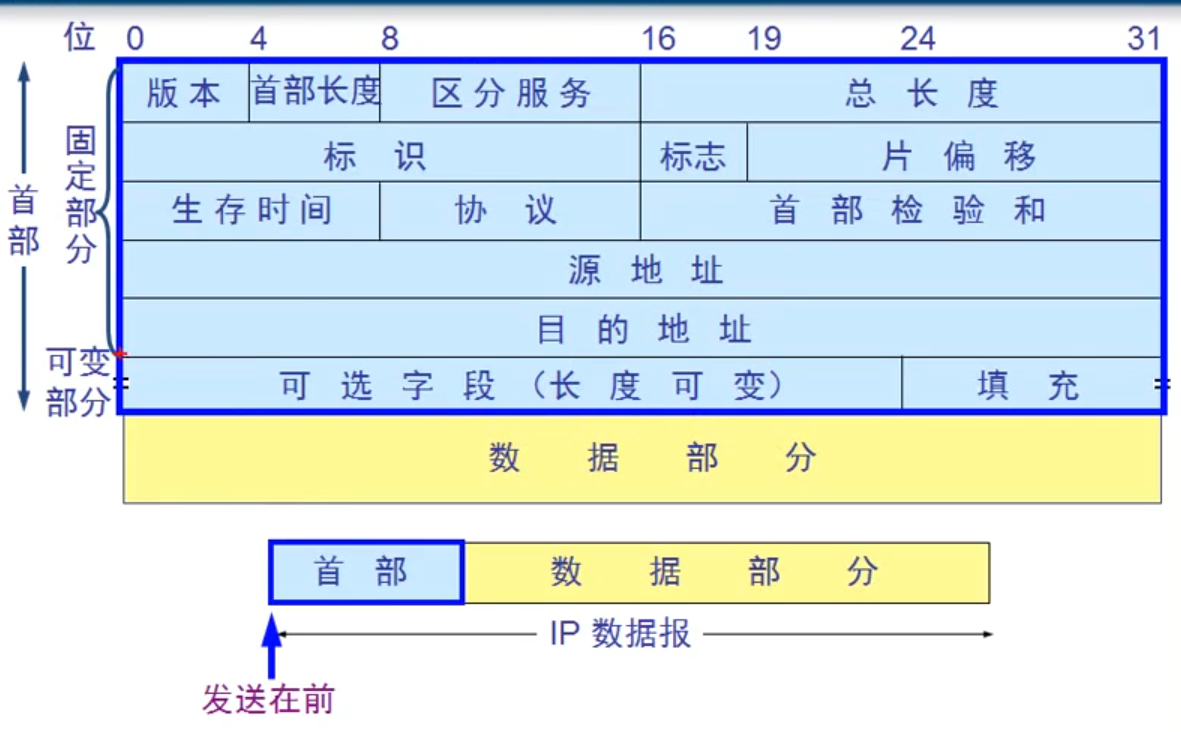 位 0 4 8 16 19 24 31
版本 首部长度 区分服务 总长度
标识 标志 片偏移
生存时间 协议 首部检验和
源地址
目的地址
可选字段（长度可变） 填充
数据部分
首部
固定部分
可变
部分
首部 数据部分
IP 数据报
发送在前